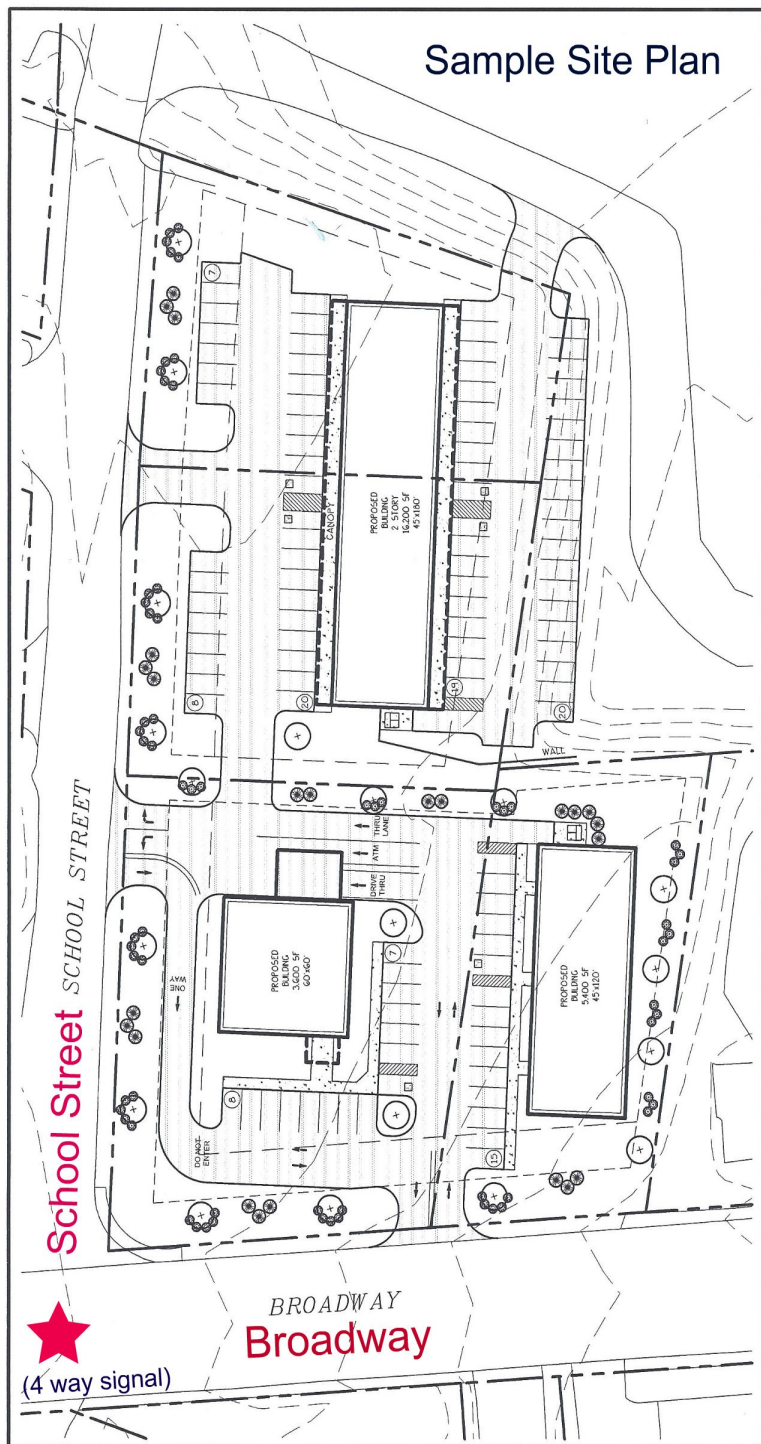 Sample Site Plan
7
CANOPY
PROPOSED
BUILDING
2 STORY
16,200 SF
45'x180'
8
20
19
20
WALL
SCHOOL STREET
School Street
THRU
LANE
ATM
DRIVE
THRU
ONE
WAY
PROPOSED
BUILDING
3,600 SF
60'x60'
7
PROPOSED
BUILDING
5,400 SF
45'x120'
8
DO NOT
ENTER
15
BROADWAY
Broadway
(4 way signal)